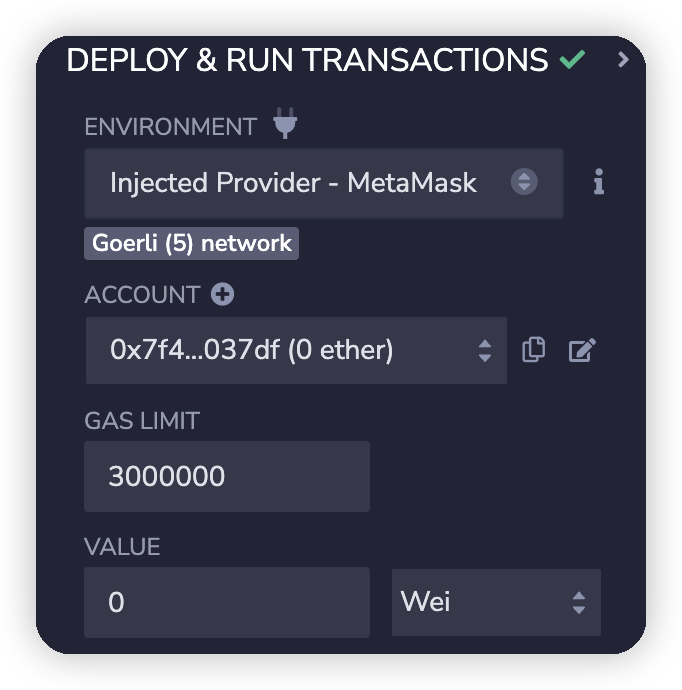 DEPLOY & RUN TRANSACTIONS
ENVIRONMENT
Injected Provider - MetaMask
Goerli (5) network
ACCOUNT
0x7f4...037df (0 ether)
GAS LIMIT
3000000
VALUE
0 Wei